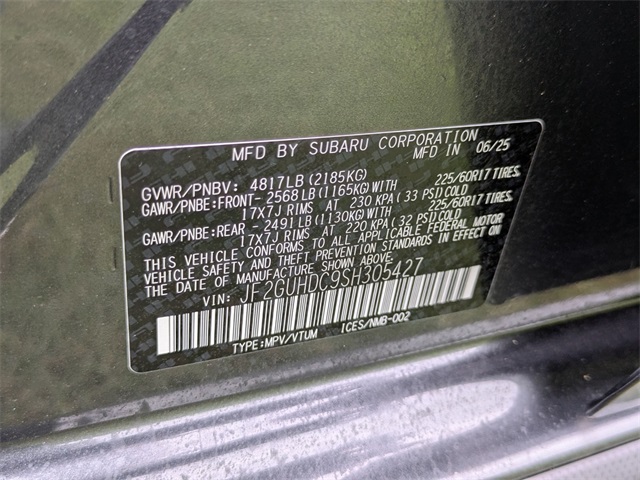 MFD BY SUBARU CORPORATION
MFD IN 06/25
GVWR/PNBV: 4817LB (2185KG)
GAWR/PNBE:FRONT- 2568LB (1165KG) 225/60R17 TIRES,
17X7J RIMS AT 230 KPA (33 PSI) COLD
GAWR/PNBE:REAR - 2491LB (1130KG) 225/60R17 TIRES,
17X7J RIMS AT 220 KPA (32 PSI) COLD
THIS VEHICLE CONFORMS TO ALL APPLICABLE FEDERAL MOTOR
VEHICLE SAFETY AND THEFT PREVENTION STANDARDS IN EFFECT ON
THE DATE OF MANUFACTURE SHOWN ABOVE.
VIN: JF2GUHDC9SH305427
TYPE:MPV/VTUM ICES/NMB-002